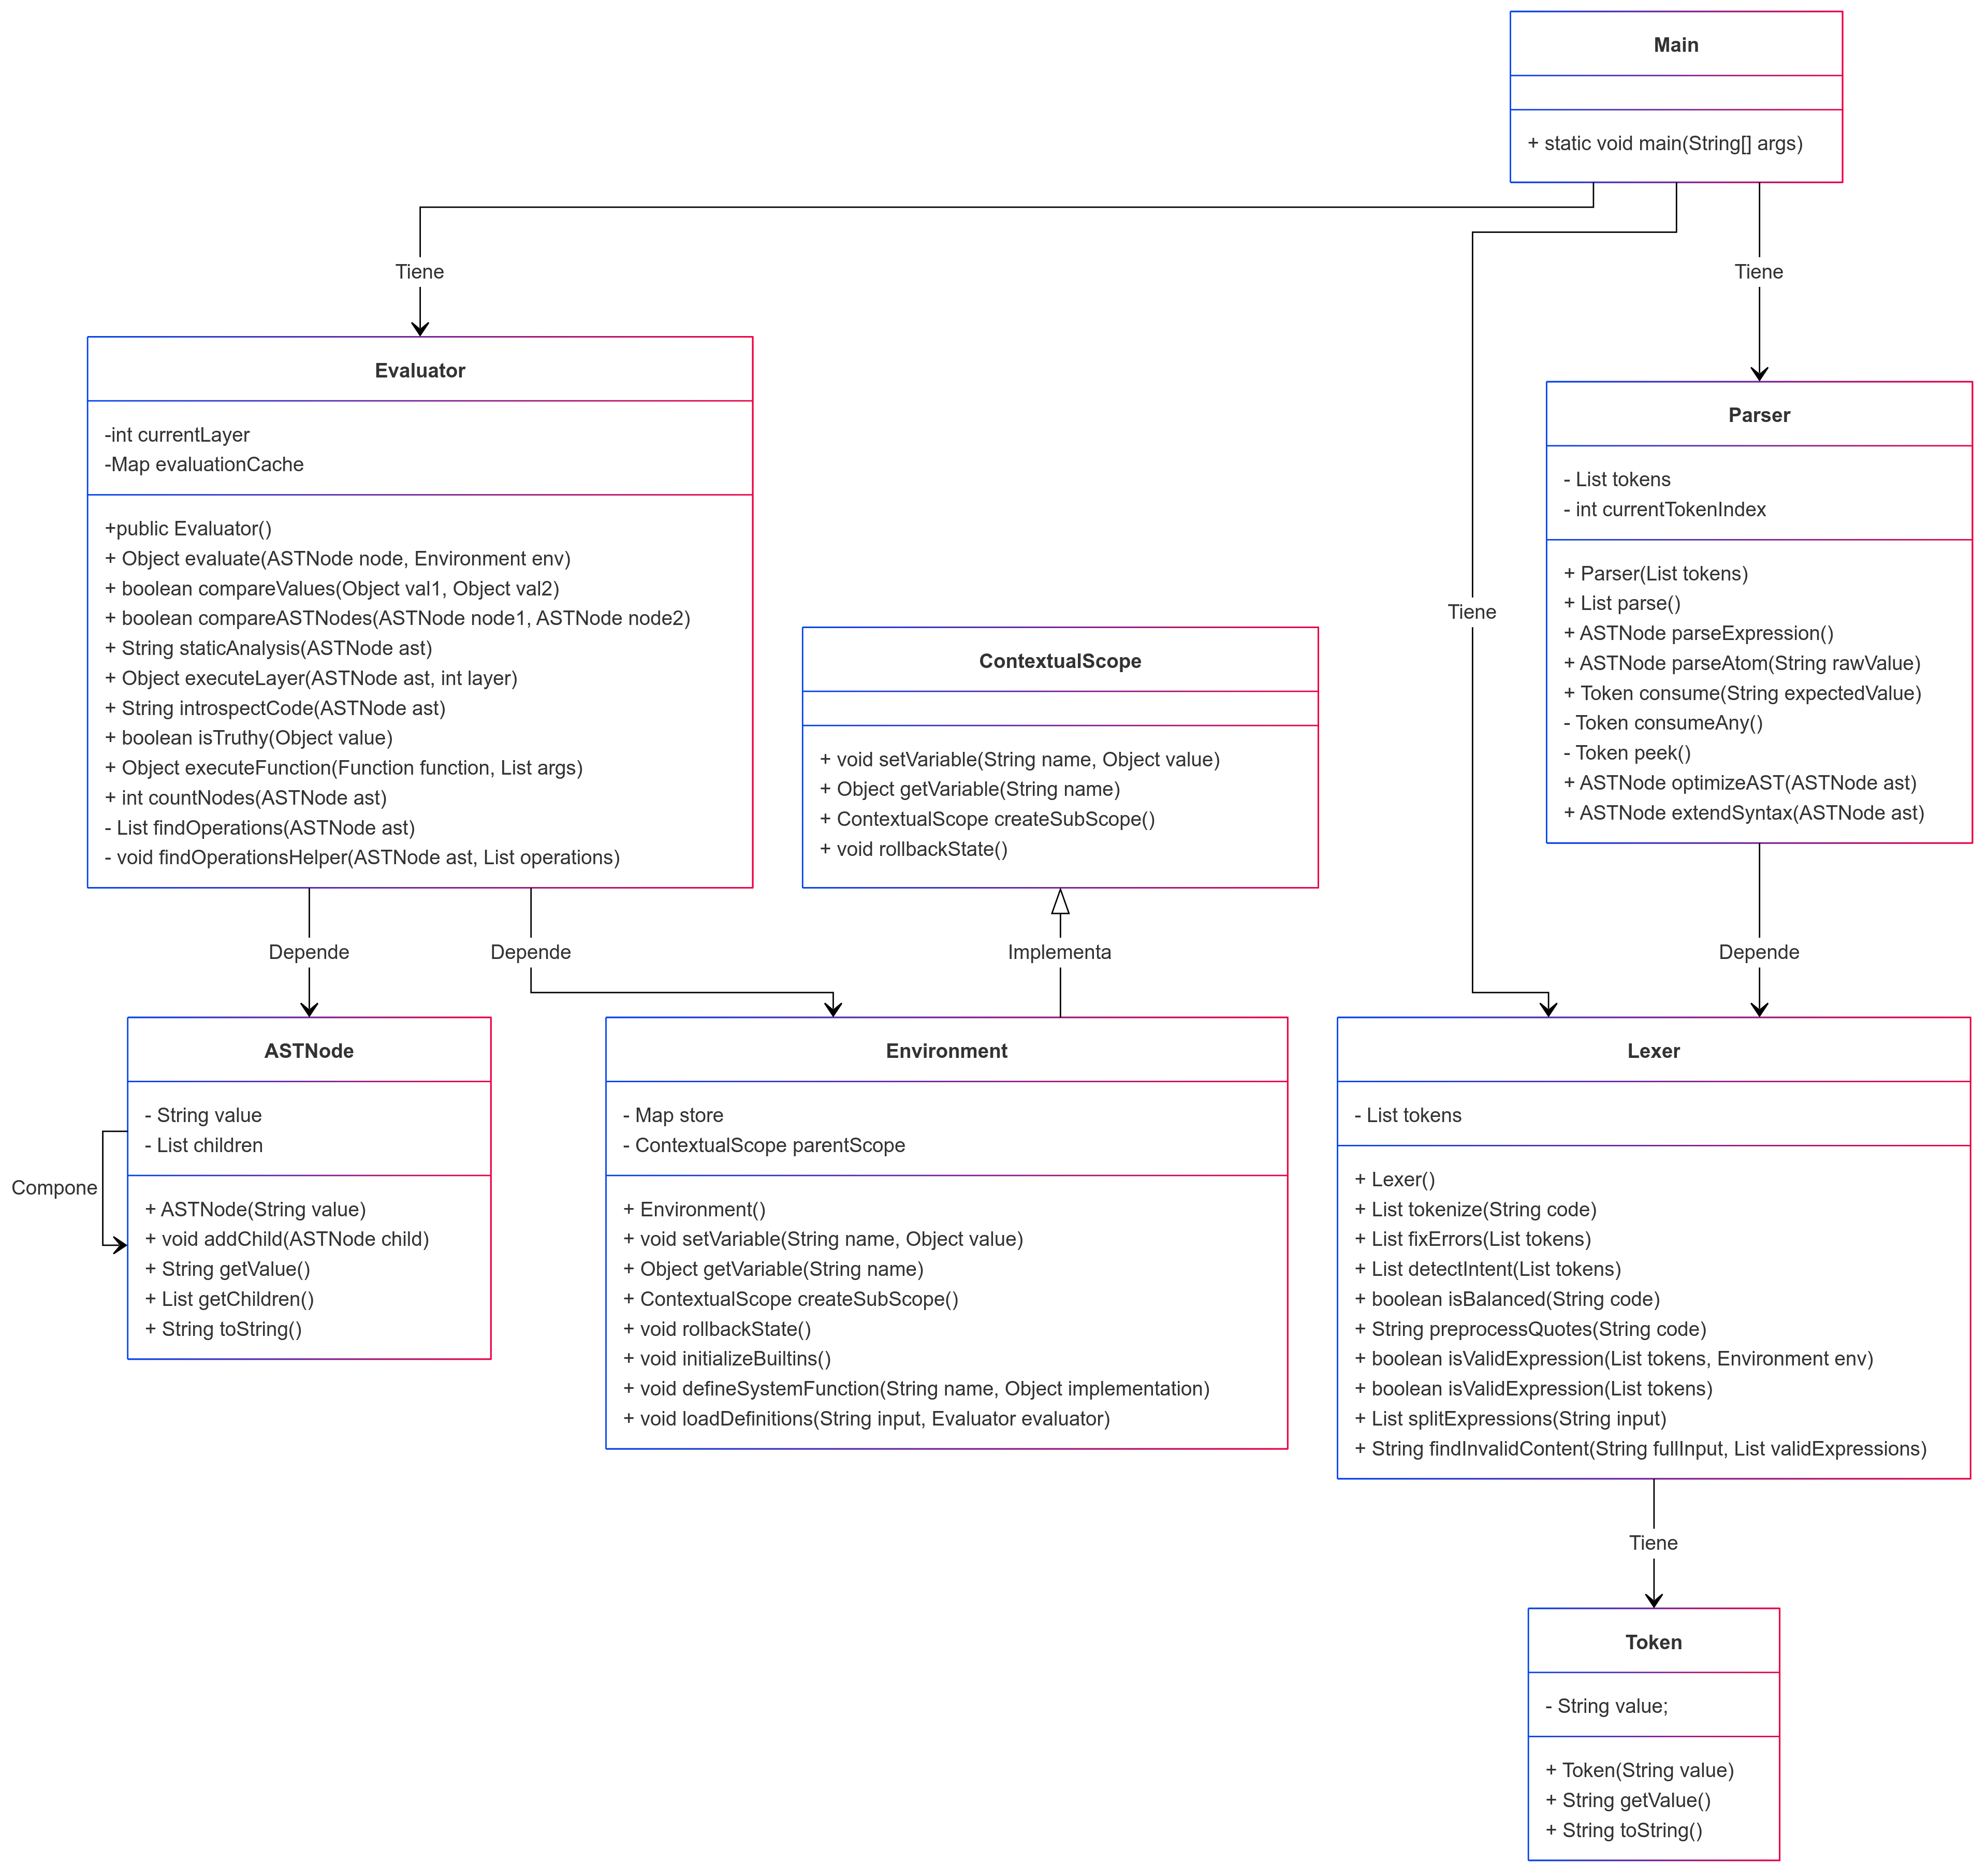 Main
+ static void main(String[] args)
Tiene
Tiene
Evaluator
-int currentLayer
-Map evaluationCache
+public Evaluator()
+ Object evaluate(ASTNode node, Environment env)
+ boolean compareValues(Object val1, Object val2)
+ boolean compareASTNodes(ASTNode node1, ASTNode node2)
+ String staticAnalysis(ASTNode ast)
+ Object executeLayer(ASTNode ast, int layer)
+ String introspectCode(ASTNode ast)
+ boolean isTruthy(Object value)
+ Object executeFunction(Function function, List args)
+ int countNodes(ASTNode ast)
- List findOperations(ASTNode ast)
- void findOperationsHelper(ASTNode ast, List operations)
Parser
- List tokens
- int currentTokenIndex
+ Parser(List tokens)
+ List parse()
+ ASTNode parseExpression()
+ ASTNode parseAtom(String rawValue)
+ Token consume(String expectedValue)
- Token consumeAny()
- Token peek()
+ ASTNode optimizeAST(ASTNode ast)
+ ASTNode extendSyntax(ASTNode ast)
Tiene
ContextualScope
+ void setVariable(String name, Object value)
+ Object getVariable(String name)
+ ContextualScope createSubScope()
+ void rollbackState()
Depende
Depende
Implementa
Depende
ASTNode
- String value
- List children
+ ASTNode(String value)
+ void addChild(ASTNode child)
+ String getValue()
+ List getChildren()
+ String toString()
Compone
Environment
- Map store
- ContextualScope parentScope
+ Environment()
+ void setVariable(String name, Object value)
+ Object getVariable(String name)
+ ContextualScope createSubScope()
+ void rollbackState()
+ void initializeBuiltins()
+ void defineSystemFunction(String name, Object implementation)
+ void loadDefinitions(String input, Evaluator evaluator)
Lexer
- List tokens
+ Lexer()
+ List tokenize(String code)
+ List fixErrors(List tokens)
+ List detectIntent(List tokens)
+ boolean isBalanced(String code)
+ String preprocessQuotes(String code)
+ boolean isValidExpression(List tokens, Environment env)
+ boolean isValidExpression(List tokens)
+ List splitExpressions(String input)
+ String findInvalidContent(String fullInput, List validExpressions)
Tiene
Token
- String value;
+ Token(String value)
+ String getValue()
+ String toString()